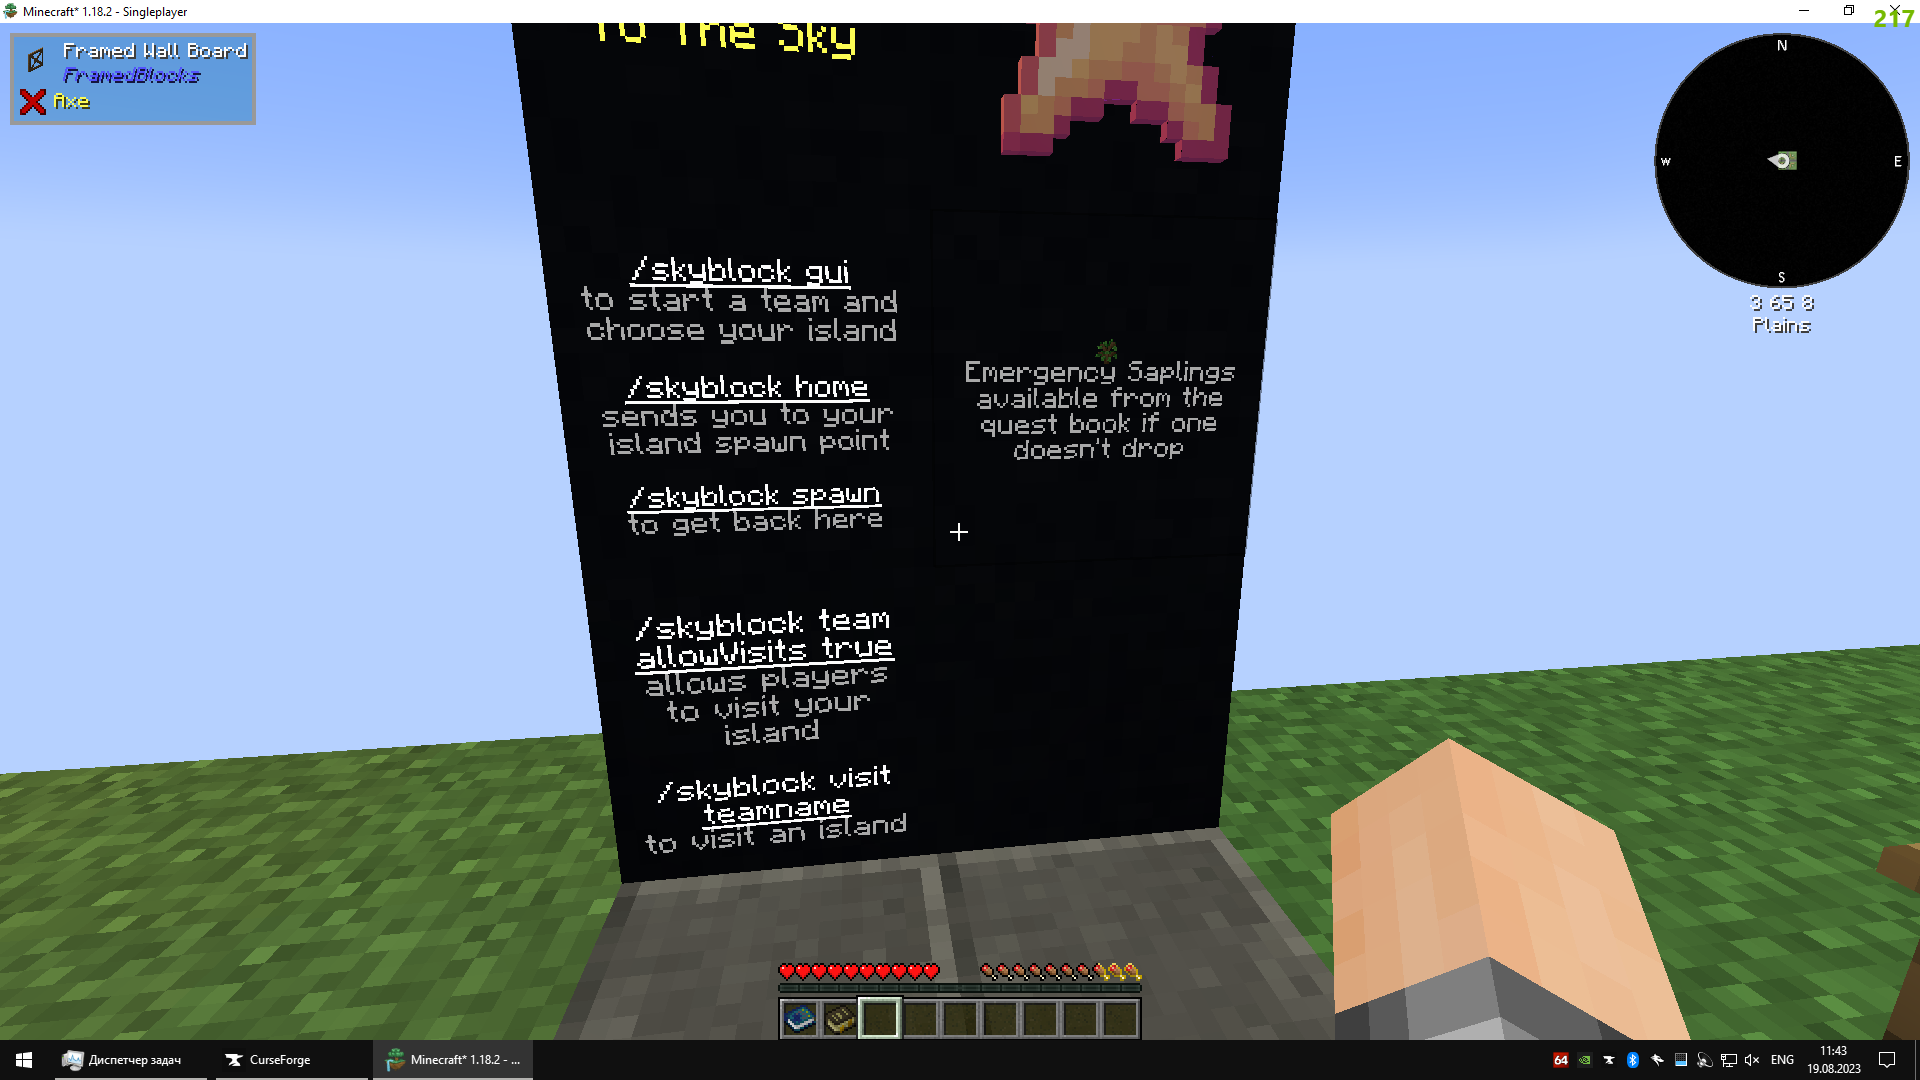 Minecraft* 1.18.2 - Singleplayer
217
Framed Wall Board
FramedBlocks
Axe
To The Sky
N
W
E
S
3 65 8
Plains
/skyblock gui
to start a team and
choose your island
/skyblock home
sends you to your
island spawn point
/skyblock spawn
to get back here
/skyblock team
allowVisits true
allows players
to visit your
island
/skyblock visit
teamname
to visit an island
Emergency Saplings
available from the
quest book if one
doesn't drop
Диспетчер задач
CurseForge
Minecraft* 1.18.2 - ...
64
ENG
11:43
19.08.2023